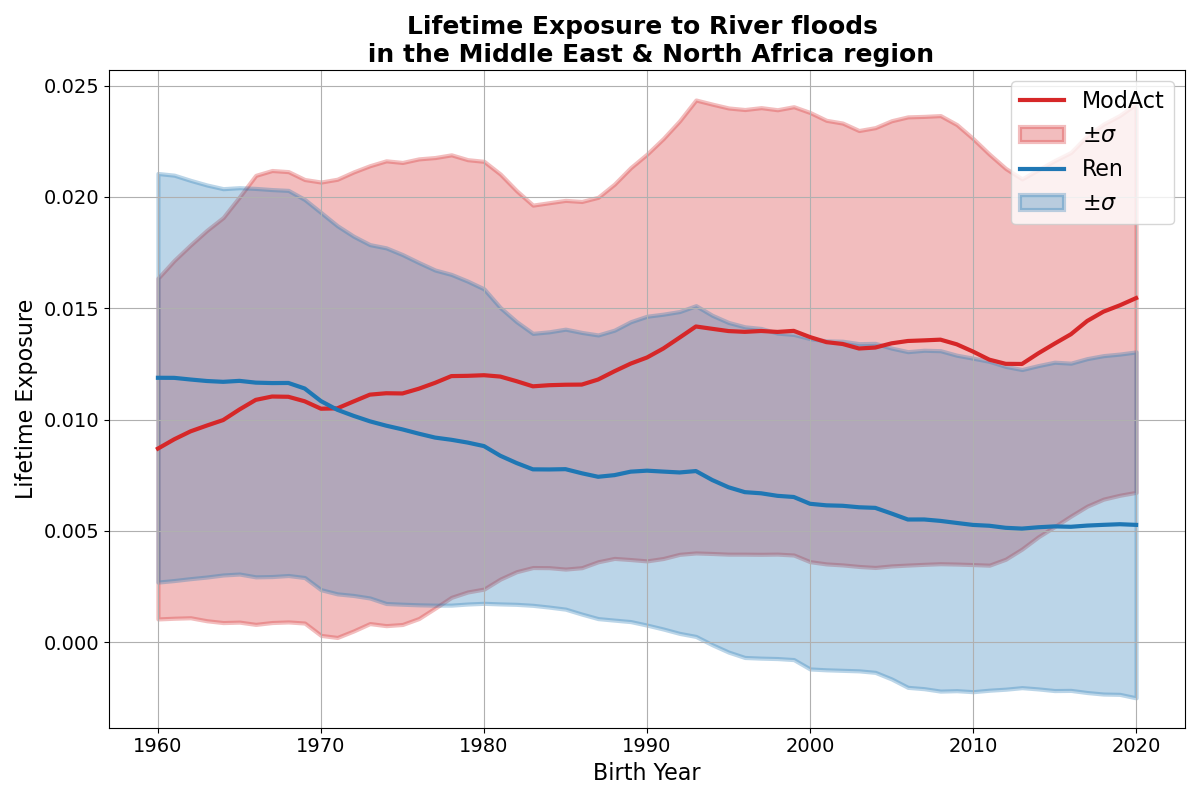 Lifetime Exposure to River floods
in the Middle East & North Africa region
Lifetime Exposure
0.025
0.020
0.015
0.010
0.005
0.000
ModAct
±σ
Ren
±σ
1960 1970 1980 1990 2000 2010 2020
Birth Year